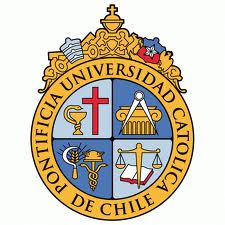 PONTIFICIA UNIVERSIDAD CATOLICA
DE CHILE